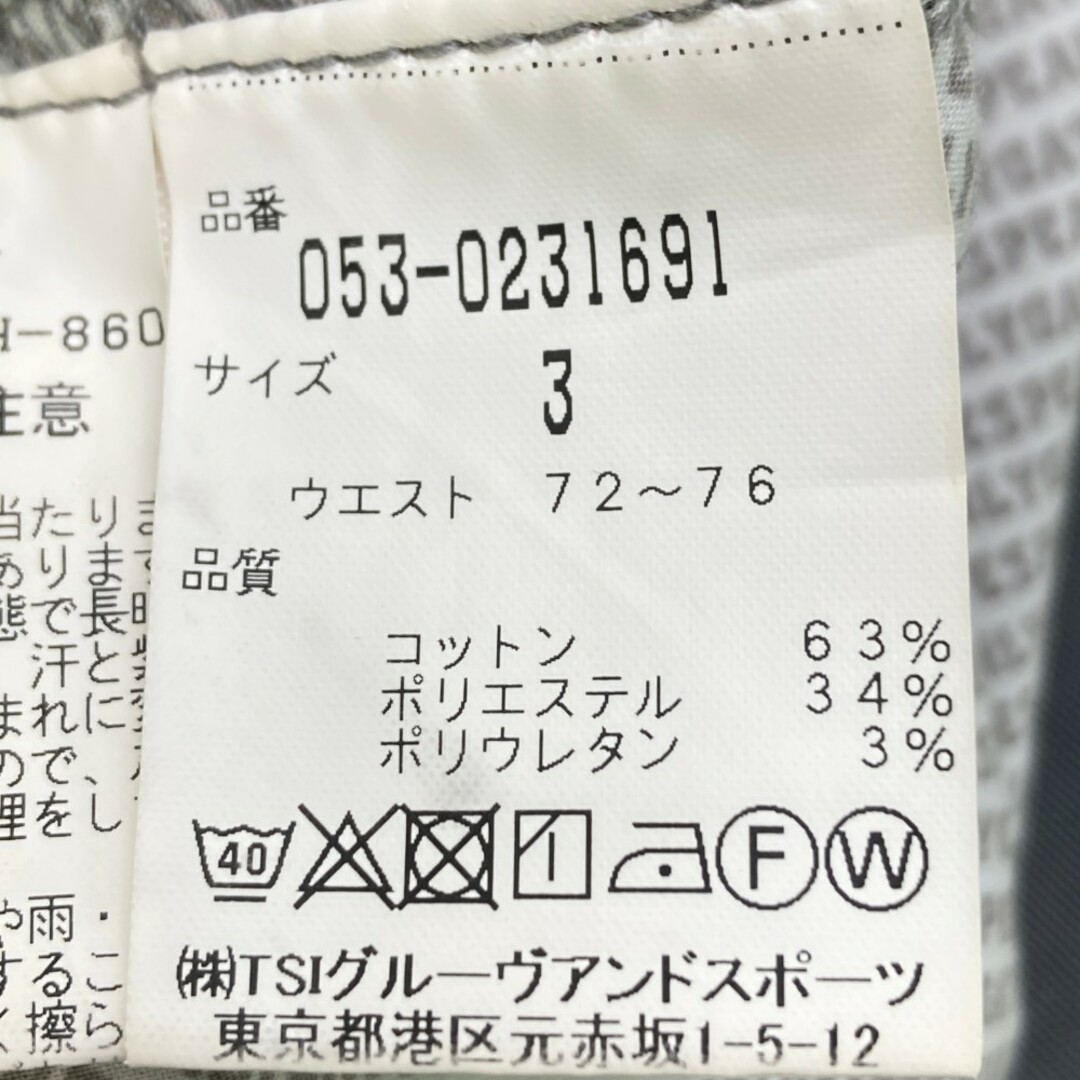 品番
053-0231691
サイズ 3
ウエスト 72～76
品質
コットン 63%
ポリエステル 34%
ポリウレタン 3%
40 F W
㈱TSIグルーヴアンドスポーツ
東京都港区元赤坂1-5-12
-860
注意
当たりま
あります
態で長時
汗と
まれに
ので、
理をし
や雨・
するこ
擦ら